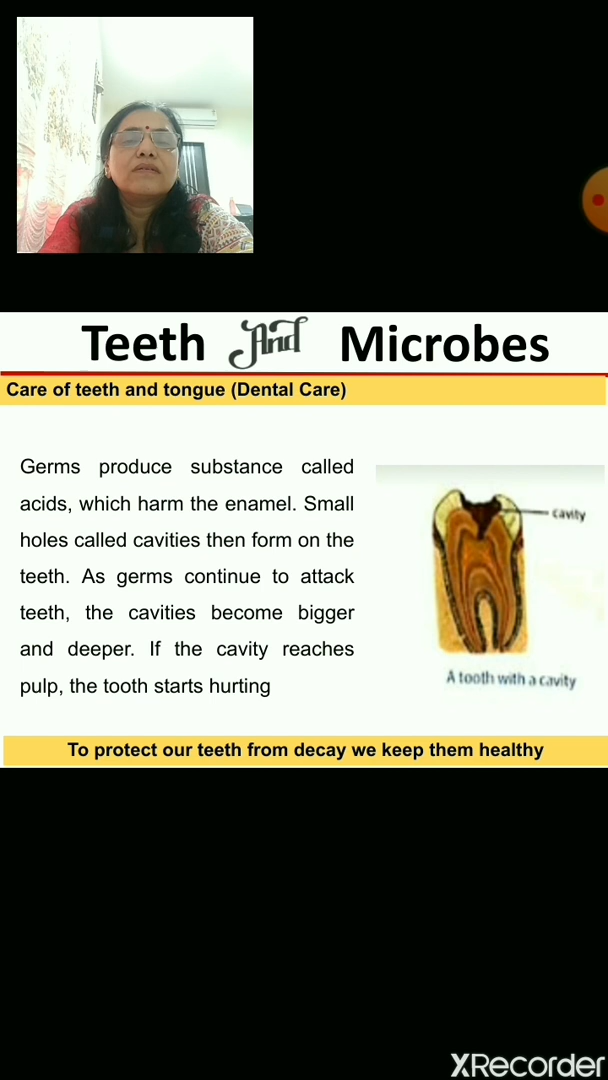 Teeth And Microbes
Care of teeth and tongue (Dental Care)
Germs produce substance called
acids, which harm the enamel. Small
holes called cavities then form on the
teeth. As germs continue to attack
teeth, the cavities become bigger
and deeper. If the cavity reaches
pulp, the tooth starts hurting
cavity
A tooth with a cavity
To protect our teeth from decay we keep them healthy
XRecorder